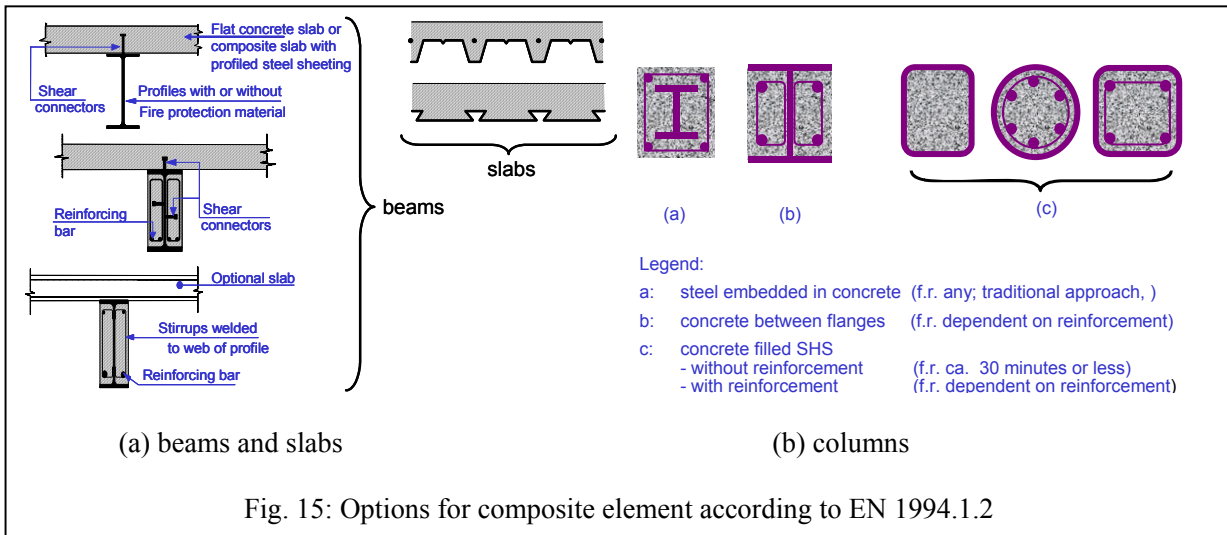 Flat concrete slab or
composite slab with
profiled steel sheeting
Shear
connectors
Profiles with or without
Fire protection material
Reinforcing
bar
Shear
connectors
Optional slab
Stirrups welded
to web of profile
Reinforcing bar
beams
slabs
(a) beams and slabs
(a)
(b)
(c)
Legend:
a: steel embedded in concrete (f.r. any; traditional approach, )
b: concrete between flanges (f.r. dependent on reinforcement)
c: concrete filled SHS
- without reinforcement (f.r. ca. 30 minutes or less)
- with reinforcement (f.r. dependent on reinforcement)
(b) columns
Fig. 15: Options for composite element according to EN 1994.1.2